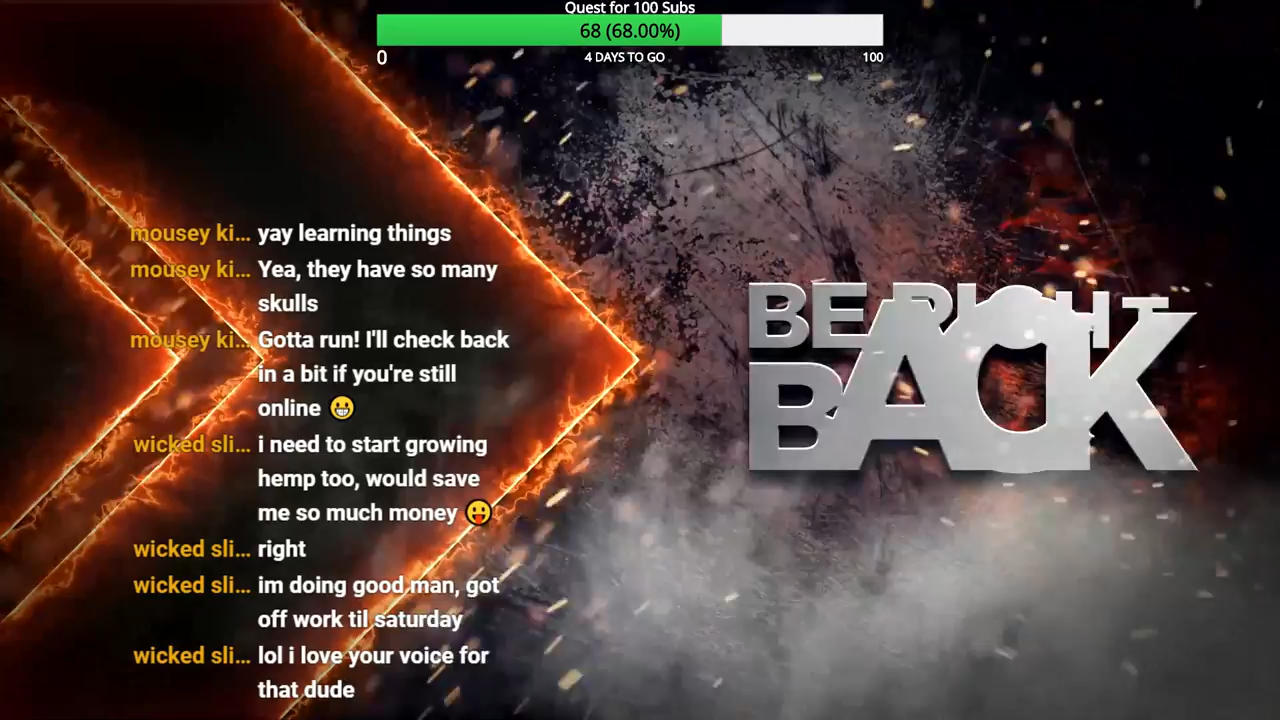 Quest for 100 Subs
68 (68.00%)
0 4 DAYS TO GO 100
mousey ki... yay learning things
mousey ki... Yea, they have so many
skulls
mousey ki... Gotta run! I'll check back
in a bit if you're still
online 😀
wicked sli... i need to start growing
hemp too, would save
me so much money 😛
wicked sli... right
wicked sli... im doing good man, got
off work til saturday
wicked sli... lol i love your voice for
that dude
BE RIGHT
BACK